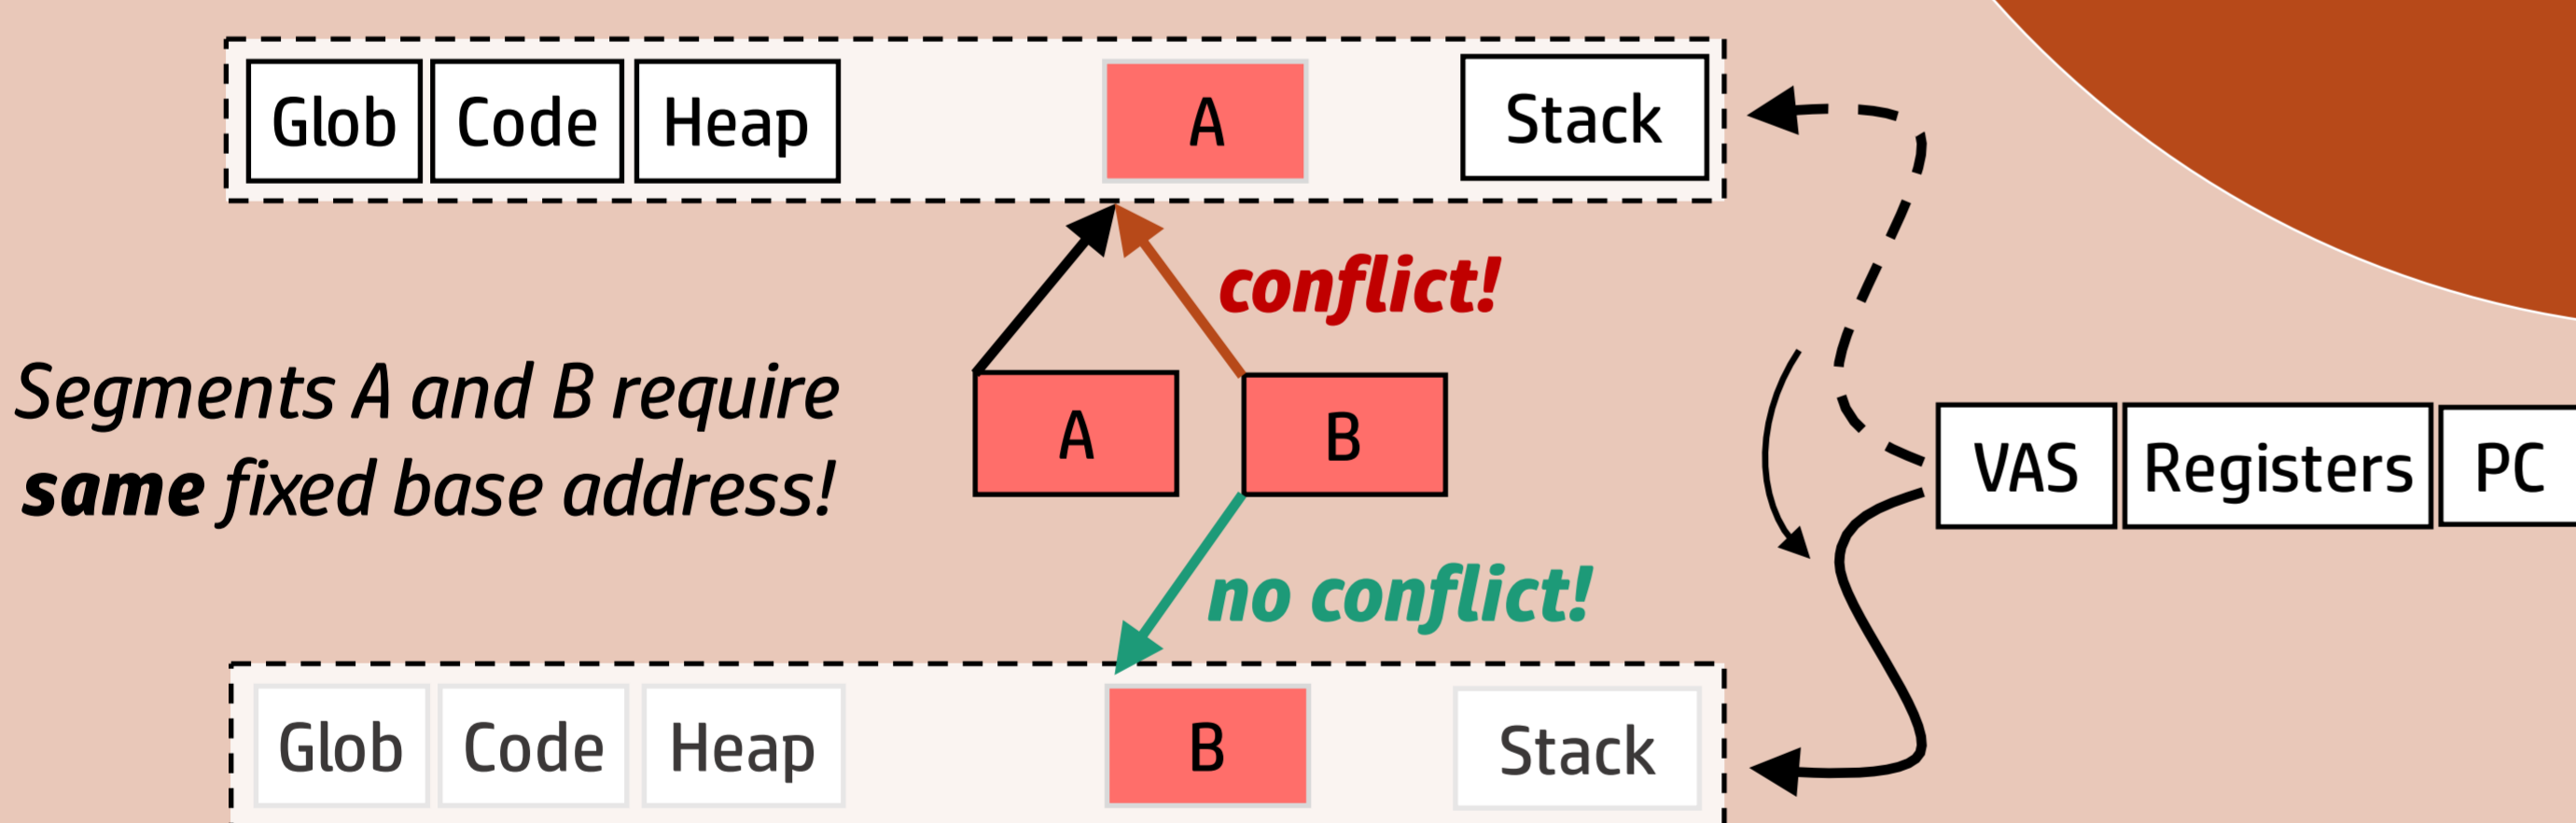 Glob Code Heap A Stack
conflict!
Segments A and B require
same fixed base address!
A B
VAS Registers PC
no conflict!
Glob Code Heap B Stack